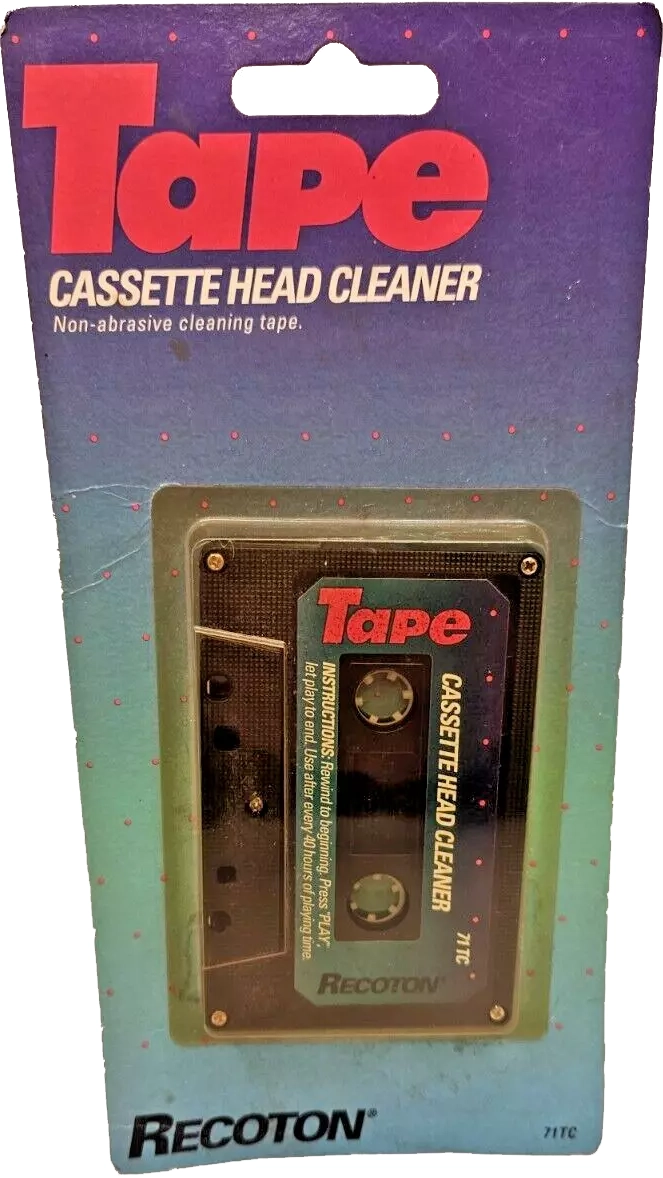 Tape
CASSETTE HEAD CLEANER
Non-abrasive cleaning tape.
Tape
CASSETTE HEAD CLEANER 71TC
INSTRUCTIONS: Rewind to beginning. Press "PLAY",
let play to end. Use after every 40 hours of playing time.
RECOTON®
RECOTON®
71TC